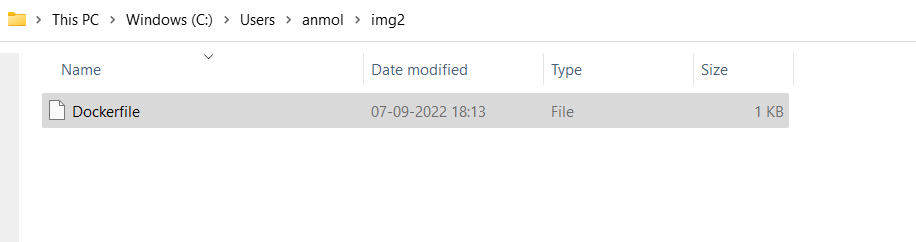 This PC > Windows (C:) > Users > anmol > img2
Name Date modified Type Size
Dockerfile 07-09-2022 18:13 File 1 KB